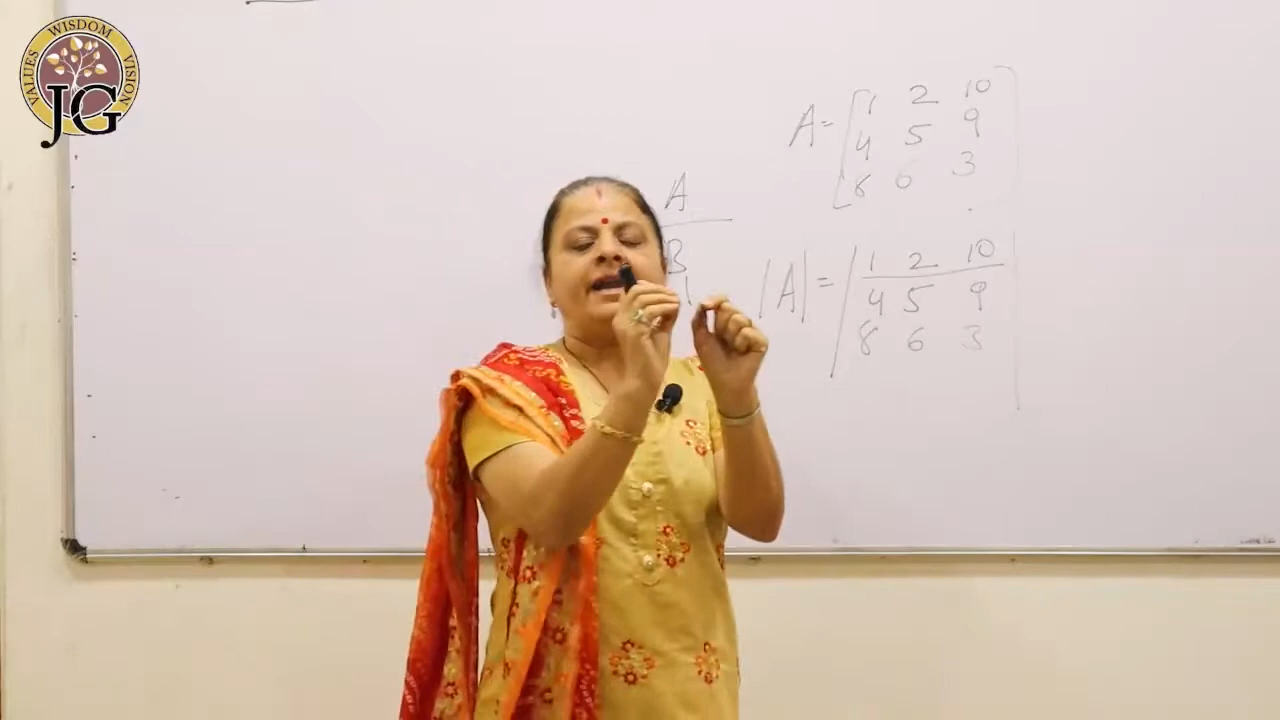 VALUES WISDOM VISION
JG
A
B
1
A= [1 2 10
4 5 9
8 6 3]
|A| = |1 2 10
4 5 9
8 6 3|